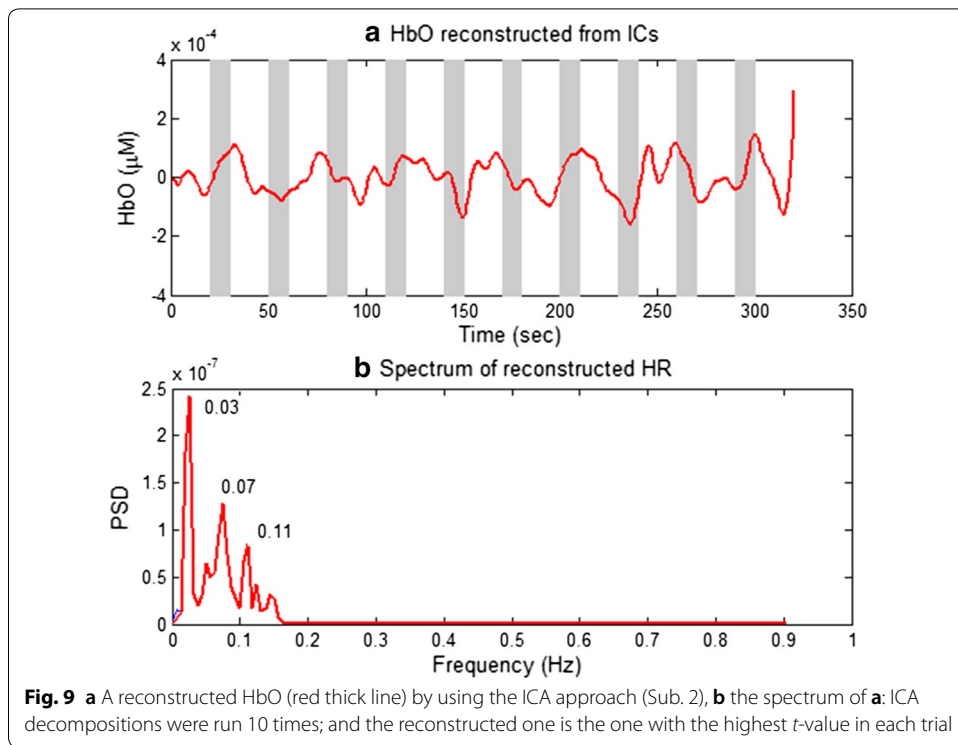 a HbO reconstructed from ICs
x 10-4
4
2
0
-2
-4
HbO (μM)
0 50 100 150 200 250 300 350
Time (sec)
b Spectrum of reconstructed HR
x 10-7
2.5
2
1.5
1
0.5
0
PSD
0.03
0.07
0.11
0 0.1 0.2 0.3 0.4 0.5 0.6 0.7 0.8 0.9 1
Frequency (Hz)
Fig. 9 a A reconstructed HbO (red thick line) by using the ICA approach (Sub. 2), b the spectrum of a: ICA
decompositions were run 10 times; and the reconstructed one is the one with the highest t-value in each trial